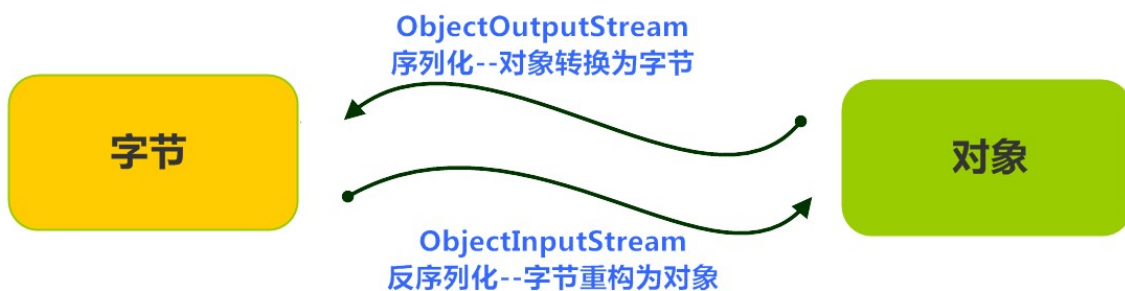 ObjectOutputStream
序列化--对象转换为字节
字节
对象
ObjectInputStream
反序列化--字节重构为对象